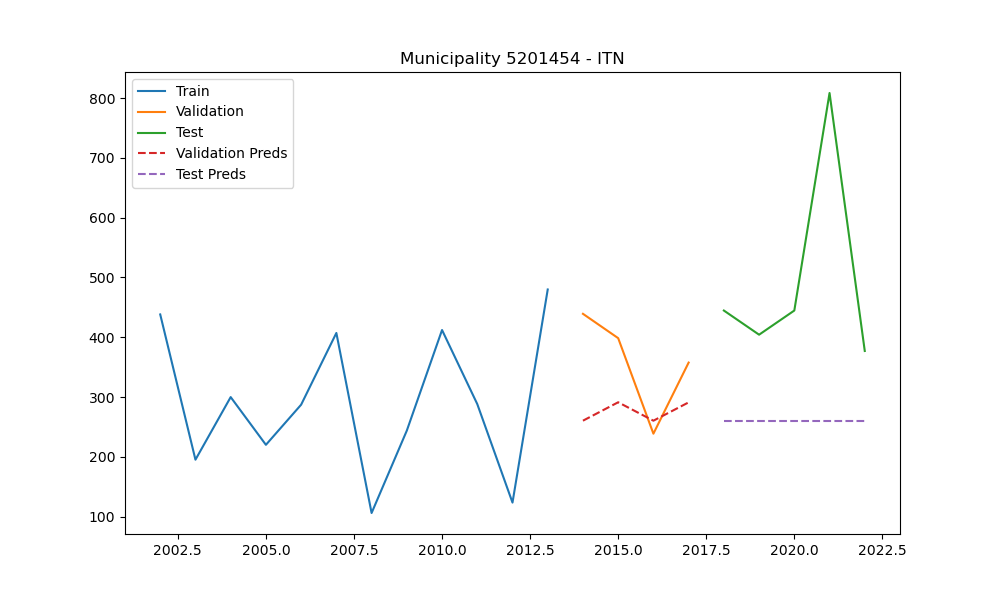 Municipality 5201454 - ITN
Train
Validation
Test
Validation Preds
Test Preds
800
700
600
500
400
300
200
100
2002.5 2005.0 2007.5 2010.0 2012.5 2015.0 2017.5 2020.0 2022.5